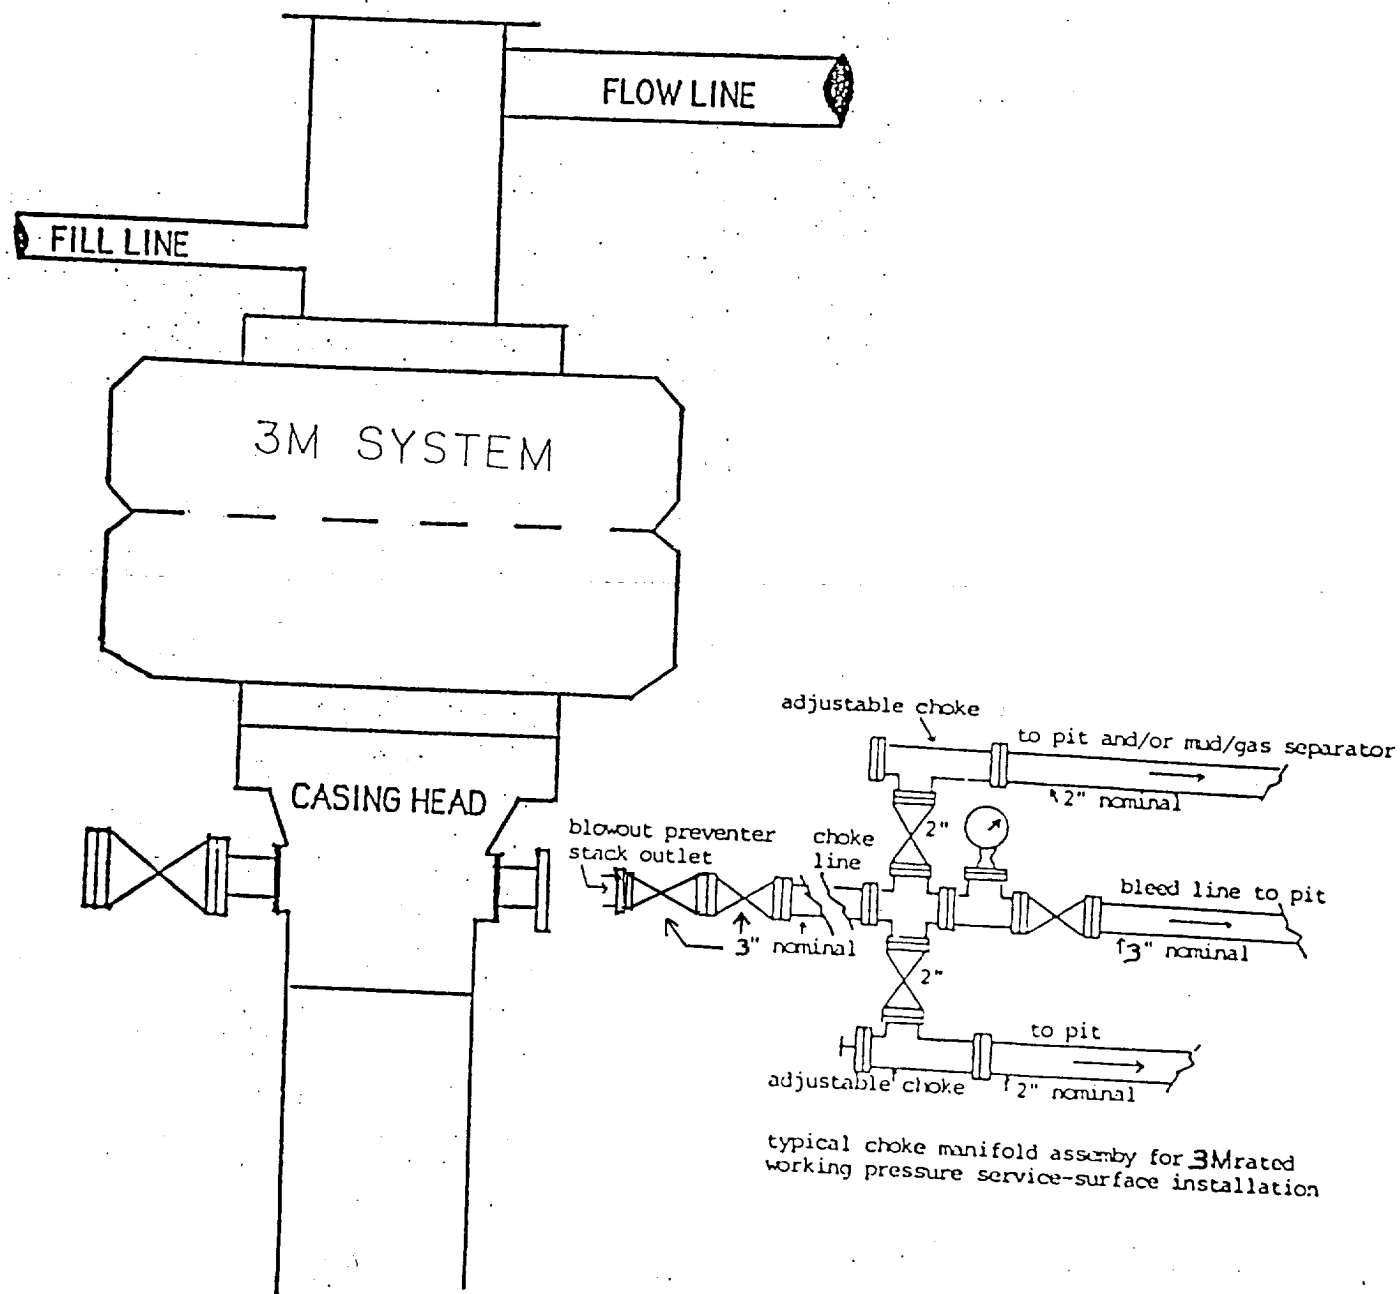 FLOW LINE
FILL LINE
3M SYSTEM
CASING HEAD
adjustable choke
to pit and/or mud/gas separator
2" nominal
2"
blowout preventer
stack outlet
choke
line
bleed line to pit
3" nominal
3" nominal
2"
to pit
adjustable choke
2" nominal
typical choke manifold assemby for 3M rated
working pressure service-surface installation